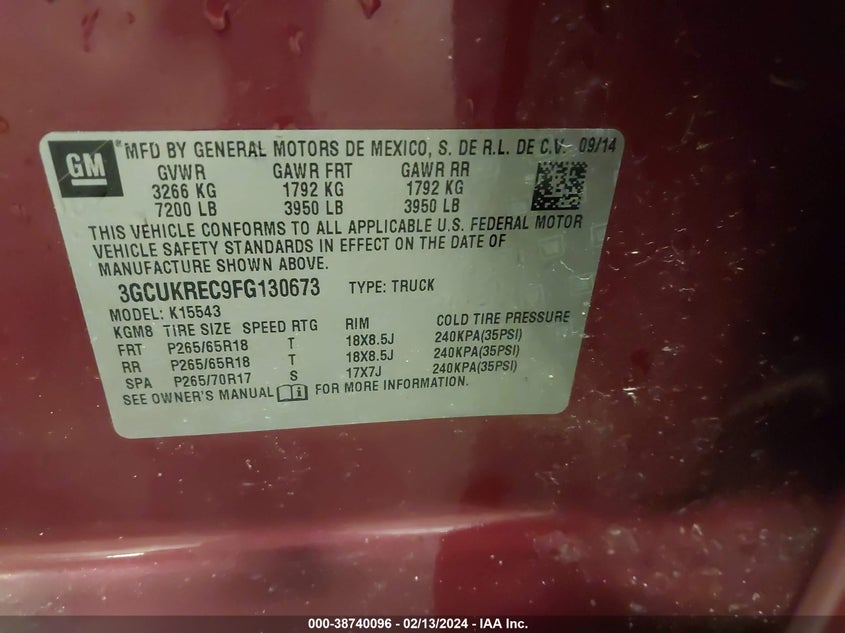 GM MFD BY GENERAL MOTORS DE MEXICO, S. DE R.L. DE C.V. 09/14
GVWR GAWR FRT GAWR RR
3266 KG 1792 KG 1792 KG
7200 LB 3950 LB 3950 LB
THIS VEHICLE CONFORMS TO ALL APPLICABLE U.S. FEDERAL MOTOR
VEHICLE SAFETY STANDARDS IN EFFECT ON THE DATE OF
MANUFACTURE SHOWN ABOVE.
3GCUKREC9FG130673 TYPE: TRUCK
MODEL: K15543
KGM8 TIRE SIZE SPEED RTG RIM COLD TIRE PRESSURE
FRT P265/65R18 T 18X8.5J 240KPA(35PSI)
RR P265/65R18 T 18X8.5J 240KPA(35PSI)
SPA P265/70R17 S 17X7J 240KPA(35PSI)
SEE OWNER'S MANUAL i FOR MORE INFORMATION.
000-38740096 - 02/13/2024 - IAA Inc.